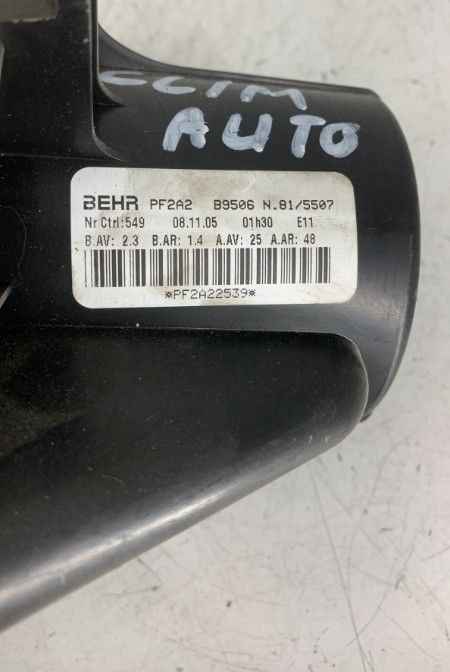 CLIM
AUTO
BEHR PF2A2 B9506 N.81/5507
Nr Ctrl:549 08.11.05 01h30 E11
B.AV: 2.3 B.AR: 1.4 A.AV: 25 A.AR: 48
*PF2A22539*